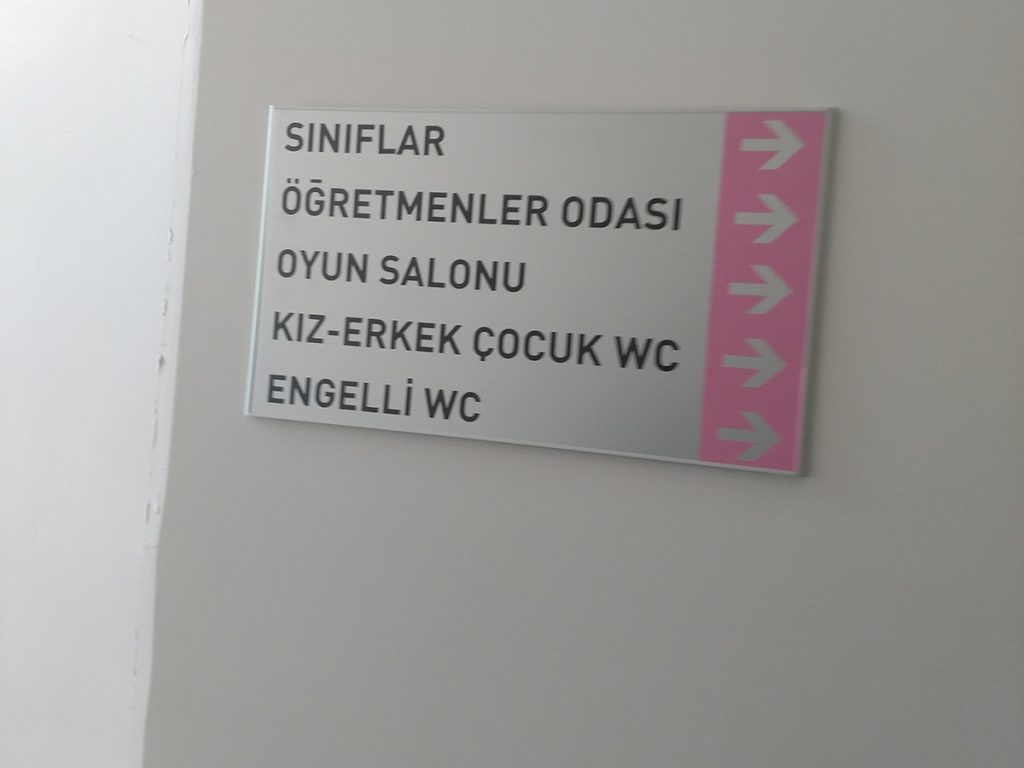 SINIFLAR
ÖĞRETMENLER ODASI
OYUN SALONU
KIZ-ERKEK ÇOCUK WC
ENGELLİ WC